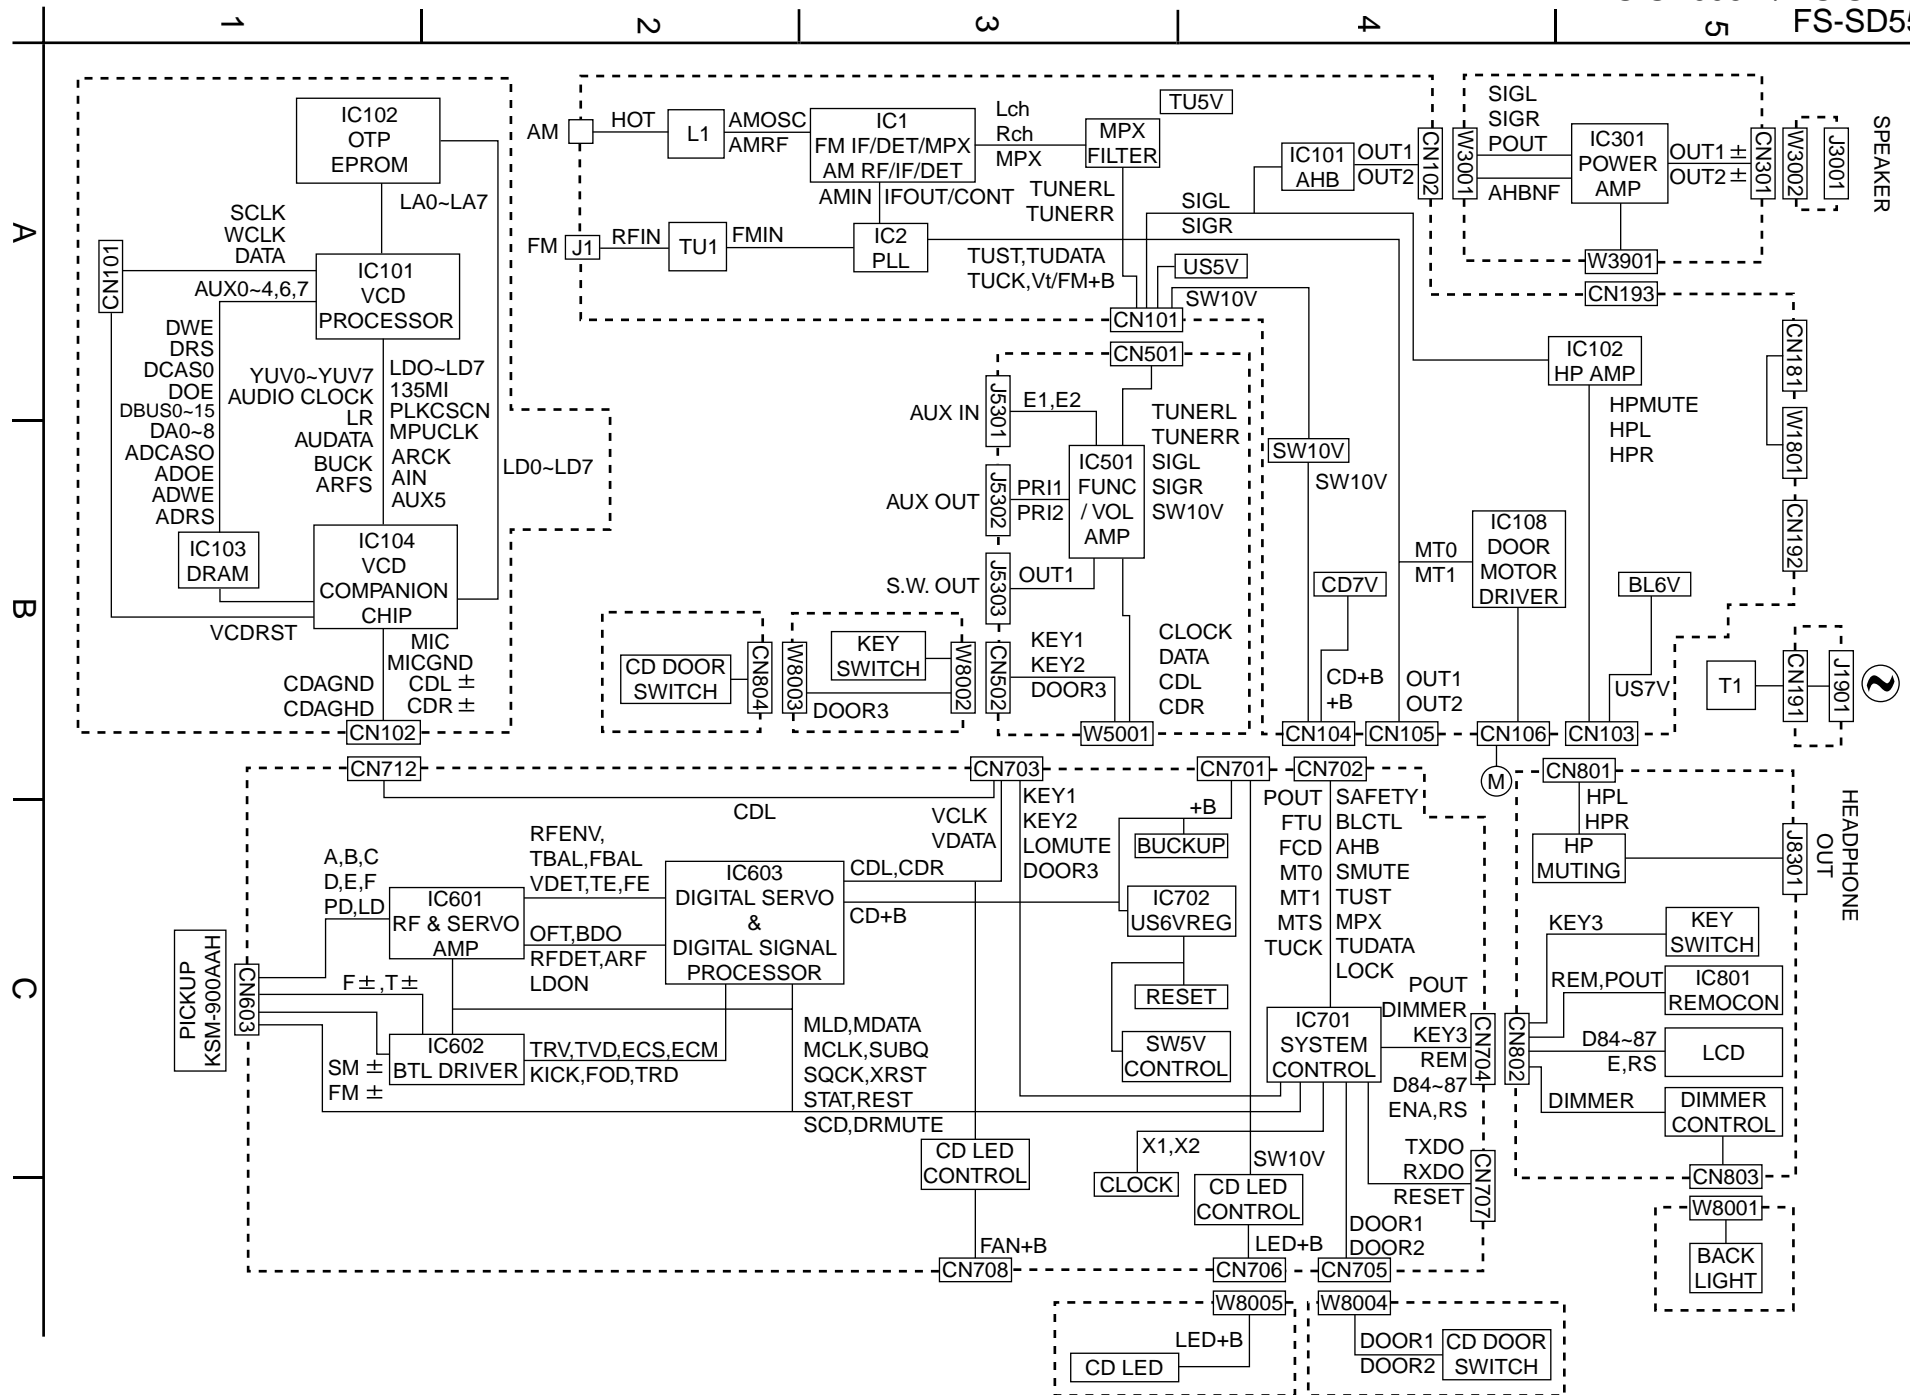 FS-SD55
1
2
3
4
5
A
B
C
IC102
OTP
EPROM
LA0~LA7
SCLK
WCLK
DATA
CN101
IC101
VCD
PROCESSOR
AUX0~4,6,7
DWE
DRS
DCAS0
DOE
DBUS0~15
DA0~8
ADCASO
ADOE
ADWE
ADRS
YUV0~YUV7
AUDIO CLOCK
LR
AUDATA
BUCK
ARFS
LDO~LD7
135MI
PLKCSCN
MPUCLK
ARCK
AIN
AUX5
LD0~LD7
IC103
DRAM
IC104
VCD
COMPANION
CHIP
VCDRST
MIC
MICGND
CDL ±
CDR ±
CDAGND
CDAGHD
CN102
AM
HOT
L1
AMOSC
AMRF
IC1
FM IF/DET/MPX
AM RF/IF/DET
Lch
Rch
MPX
MPX
FILTER
TU5V
AMIN
IFOUT/CONT
TUNERL
TUNERR
FM
J1
RFIN
TU1
FMIN
IC2
PLL
TUST,TUDATA
TUCK,Vt/FM+B
SIGL
SIGR
US5V
SW10V
CN101
IC101
AHB
OUT1
OUT2
CN102
W3001
SIGL
SIGR
POUT
AHBNF
IC301
POWER
AMP
OUT1 ±
OUT2 ±
CN301
W3002
J3001
SPEAKER
W3901
CN193
CN501
J5301
AUX IN
E1,E2
TUNERL
TUNERR
SIGL
SIGR
SW10V
IC501
FUNC
/ VOL
AMP
AUX OUT
J5302
PRI1
PRI2
S.W. OUT
J5303
OUT1
CN502
KEY1
KEY2
DOOR3
CLOCK
DATA
CDL
CDR
W5001
CD DOOR
SWITCH
CN804
W8003
KEY
SWITCH
DOOR3
W8002
SW10V
SW10V
CD7V
CD+B
+B
MT0
MT1
OUT1
OUT2
IC108
DOOR
MOTOR
DRIVER
IC102
HP AMP
HPMUTE
HPL
HPR
BL6V
US7V
CN181
W1801
CN192
T1
CN191
J1901
CN104
CN105
CN106
CN103
M
CN712
CN703
CN701
CN702
CDL
VCLK
VDATA
KEY1
KEY2
LOMUTE
DOOR3
+B
BUCKUP
IC702
US6VREG
RESET
SW5V
CONTROL
POUT
FTU
FCD
MT0
MT1
MTS
TUCK
SAFETY
BLCTL
AHB
SMUTE
TUST
MPX
TUDATA
LOCK
A,B,C
D,E,F
PD,LD
RFENV,
TBAL,FBAL
VDET,TE,FE
IC601
RF & SERVO
AMP
OFT,BDO
RFDET,ARF
LDON
IC603
DIGITAL SERVO
&
DIGITAL SIGNAL
PROCESSOR
CDL,CDR
CD+B
PICKUP
KSM-900AAH
CN603
F±,T±
SM ±
FM ±
IC602
BTL DRIVER
TRV,TVD,ECS,ECM
KICK,FOD,TRD
MLD,MDATA
MCLK,SUBQ
SQCK,XRST
STAT,REST
SCD,DRMUTE
IC701
SYSTEM
CONTROL
POUT
DIMMER
KEY3
REM
D84~87
ENA,RS
CN704
TXDO
RXDO
RESET
CN707
CD LED
CONTROL
FAN+B
CN708
X1,X2
CLOCK
SW10V
CD LED
CONTROL
LED+B
CN706
DOOR1
DOOR2
CN705
W8005
LED+B
CD LED
W8004
DOOR1
DOOR2
CD DOOR
SWITCH
CN801
HPL
HPR
HP
MUTING
J8301
HEADPHONE
OUT
CN802
KEY3
KEY
SWITCH
REM,POUT
IC801
REMOCON
D84~87
E,RS
LCD
DIMMER
DIMMER
CONTROL
CN803
W8001
BACK
LIGHT